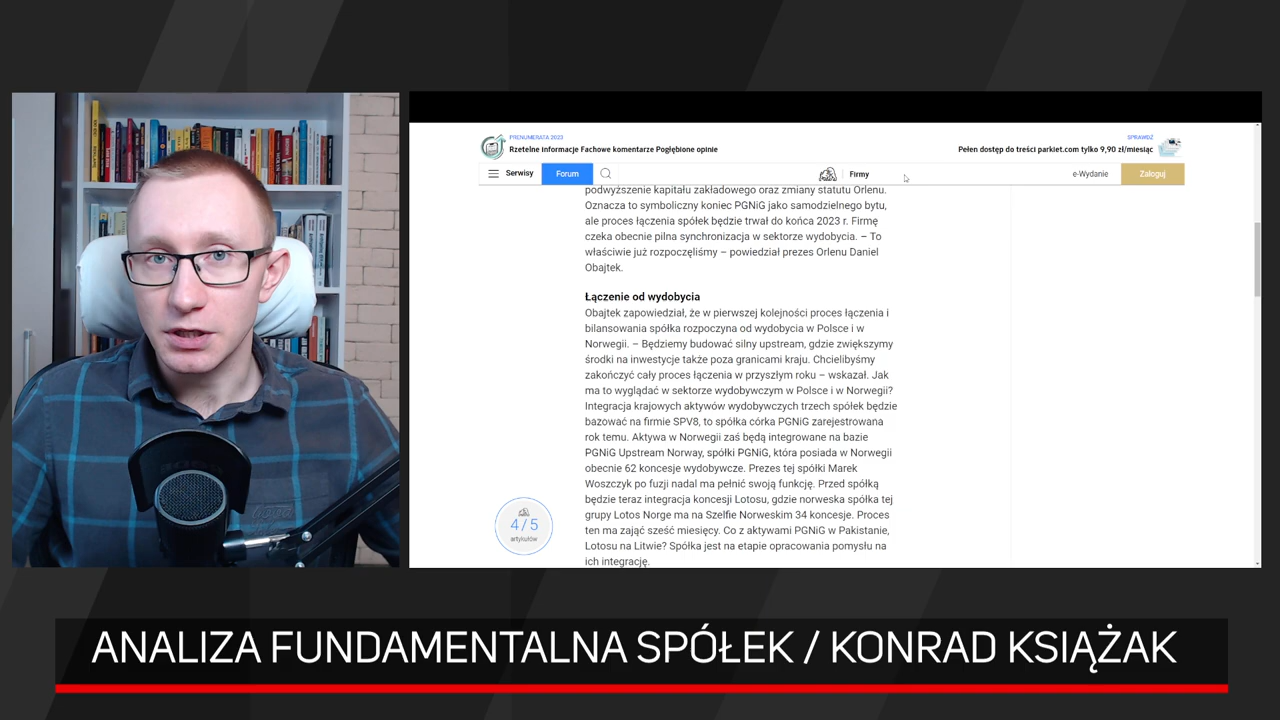 PRENUMERATA 2023
Rzetelne informacje Fachowe komentarze Pogłębione opinie
SPRAWDŹ
Pełen dostęp do treści parkiet.com tylko 9,90 zł/miesiąc
Serwisy
Forum
Firmy
e-Wydanie
Zaloguj
podwyższenie kapitału zakładowego oraz zmiany statutu Orlenu.
Oznacza to symboliczny koniec PGNiG jako samodzielnego bytu,
ale proces łączenia spółek będzie trwał do końca 2023 r. Firmę
czeka obecnie pilna synchronizacja w sektorze wydobycia. – To
właściwie już rozpoczęliśmy – powiedział prezes Orlenu Daniel
Obajtek.
Łączenie od wydobycia
Obajtek zapowiedział, że w pierwszej kolejności proces łączenia i
bilansowania spółka rozpoczyna od wydobycia w Polsce i w
Norwegii. – Będziemy budować silny upstream, gdzie zwiększymy
środki na inwestycje także poza granicami kraju. Chcielibyśmy
zakończyć cały proces łączenia w przyszłym roku – wskazał. Jak
ma to wyglądać w sektorze wydobywczym w Polsce i w Norwegii?
Integracja krajowych aktywów wydobywczych trzech spółek będzie
bazować na firmie SPV8, to spółka córka PGNiG zarejestrowana
rok temu. Aktywa w Norwegii zaś będą integrowane na bazie
PGNiG Upstream Norway, spółki PGNiG, która posiada w Norwegii
obecnie 62 koncesje wydobywcze. Prezes tej spółki Marek
Woszczyk po fuzji nadal ma pełnić swoją funkcję. Przed spółką
będzie teraz integracja koncesji Lotosu, gdzie norweska spółka tej
grupy Lotos Norge ma na Szelfie Norweskim 34 koncesje. Proces
ten ma zająć sześć miesięcy. Co z aktywami PGNiG w Pakistanie,
Lotosu na Litwie? Spółka jest na etapie opracowania pomysłu na
ich integrację.
4/5
artykułów
ANALIZA FUNDAMENTALNA SPÓŁEK / KONRAD KSIĄŻAK